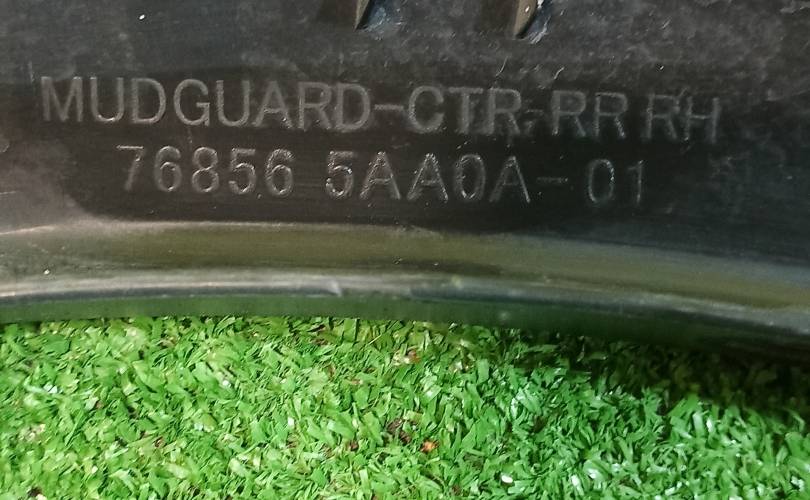 MUDGUARD-CTR, RR RH
76856 5AA0A-01